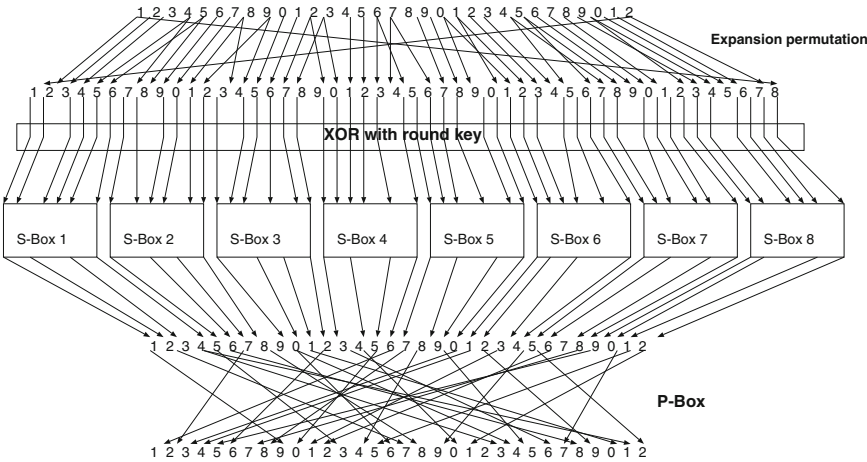 1 2 3 4 5 6 7 8 9 0 1 2 3 4 5 6 7 8 9 0 1 2 3 4 5 6 7 8 9 0 1 2
Expansion permutation
1 2 3 4 5 6 7 8 9 0 1 2 3 4 5 6 7 8 9 0 1 2 3 4 5 6 7 8 9 0 1 2 3 4 5 6 7 8 9 0 1 2 3 4 5 6 7 8
XOR with round key
S-Box 1 S-Box 2 S-Box 3 S-Box 4 S-Box 5 S-Box 6 S-Box 7 S-Box 8
1 2 3 4 5 6 7 8 9 0 1 2 3 4 5 6 7 8 9 0 1 2 3 4 5 6 7 8 9 0 1 2
P-Box
1 2 3 4 5 6 7 8 9 0 1 2 3 4 5 6 7 8 9 0 1 2 3 4 5 6 7 8 9 0 1 2